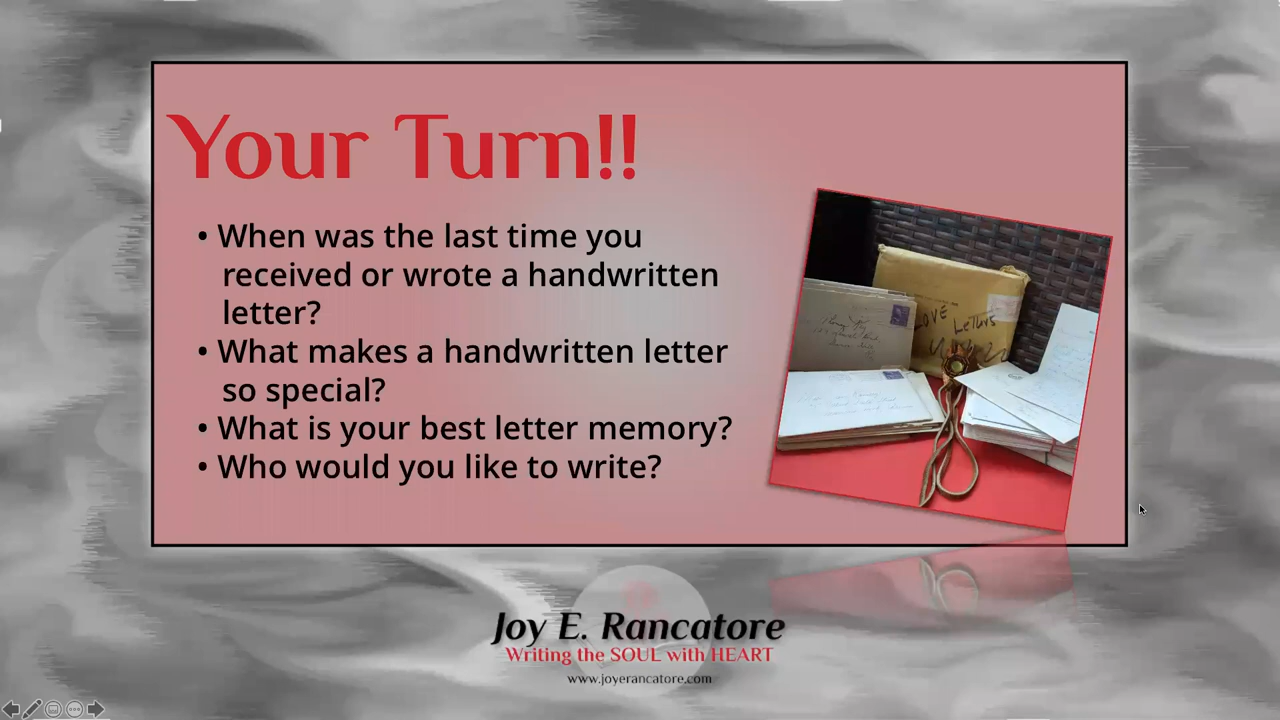 Your Turn!!
• When was the last time you
received or wrote a handwritten
letter?
• What makes a handwritten letter
so special?
• What is your best letter memory?
• Who would you like to write?
LOVE
Letters
Joy E. Rancatore
Writing the SOUL with HEART
www.joyerancatore.com